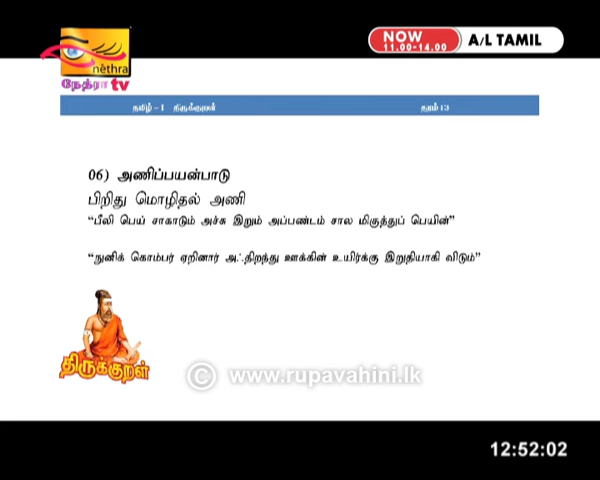 NOW
11.00-14.00
A/L TAMIL
nēthra
நேத்ரா tv
தமிழ் – I திருக்குறள்
தரம் 13
06) அணிப்பயன்பாடு
பிறிது மொழிதல் அணி
“பீலி பெய் சாகாடும் அச்சு இறும் அப்பண்டம் சால மிகுத்துப் பெயின்”
“நுனிக் கொம்பர் ஏறினார் அஃதிறந்து ஊக்கின் உயிர்க்கு இறுதியாகி விடும்”
திருக்குறள்
© www.rupavahini.lk
12:52:02